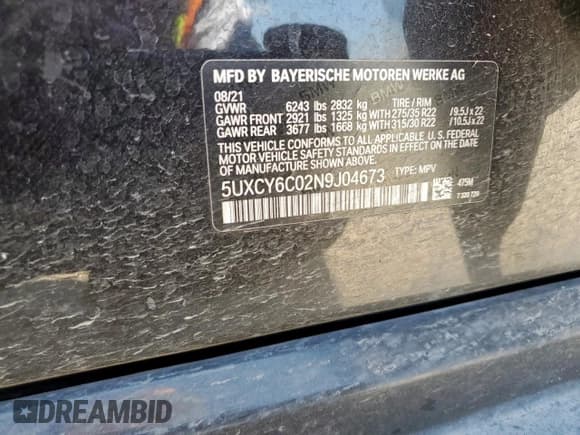 MFD BY BAYERISCHE MOTOREN WERKE AG
08/21
GVWR 6243 lbs 2832 kg TIRE / RIM
GAWR FRONT 2921 lbs 1325 kg WITH 275/35 R22 / 9.5J x 22
GAWR REAR 3677 lbs 1668 kg WITH 315/30 R22 / 10.5J x 22
THIS VEHICLE CONFORMS TO ALL APPLICABLE U.S. FEDERAL
MOTOR VEHICLE SAFETY STANDARDS IN EFFECT ON THE DATE
OF MANUFACTURE SHOWN ABOVE.
5UXCY6C02N9J04673 TYPE: MPV
475M
DREAMBID